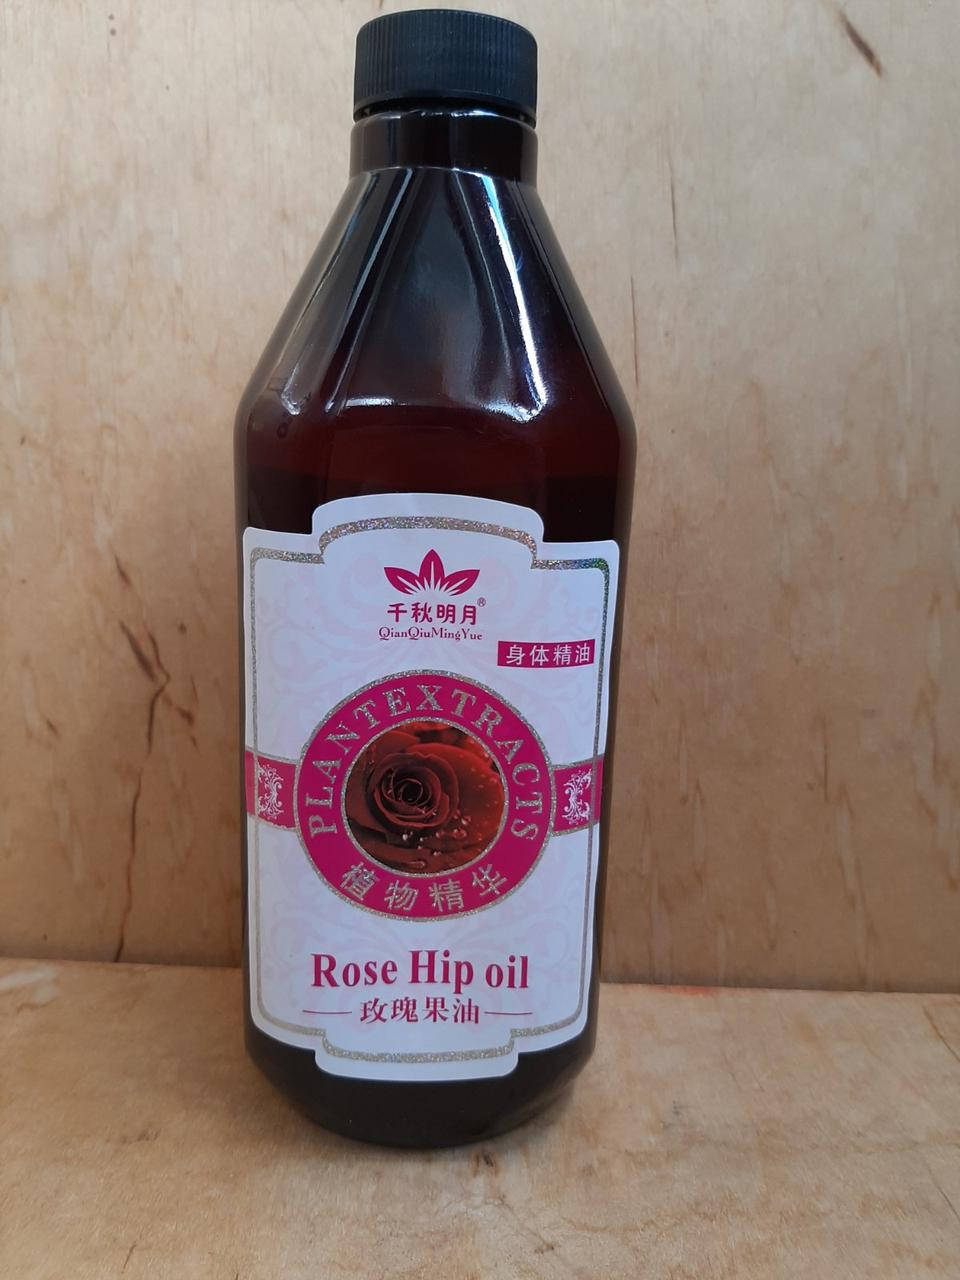 千秋明月®
QianQiuMingYue
身体精油
PLANTEXTRACTS
植物精华
Rose Hip oil
玫瑰果油